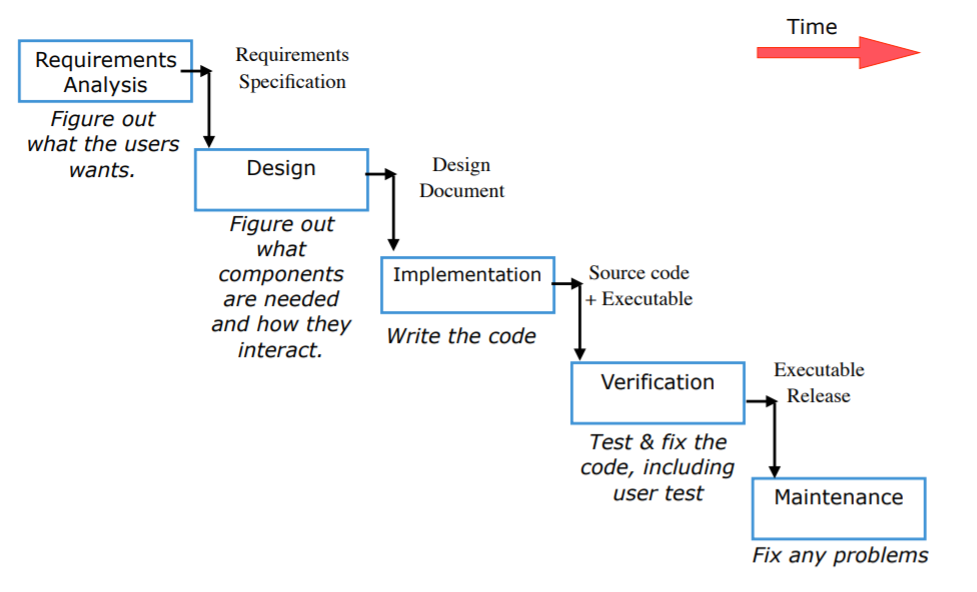 Time
Requirements
Analysis
Requirements
Specification
Figure out
what the users
wants.
Design
Design
Document
Figure out
what
components
are needed
and how they
interact.
Implementation
Source code
+ Executable
Write the code
Verification
Executable
Release
Test & fix the
code, including
user test
Maintenance
Fix any problems